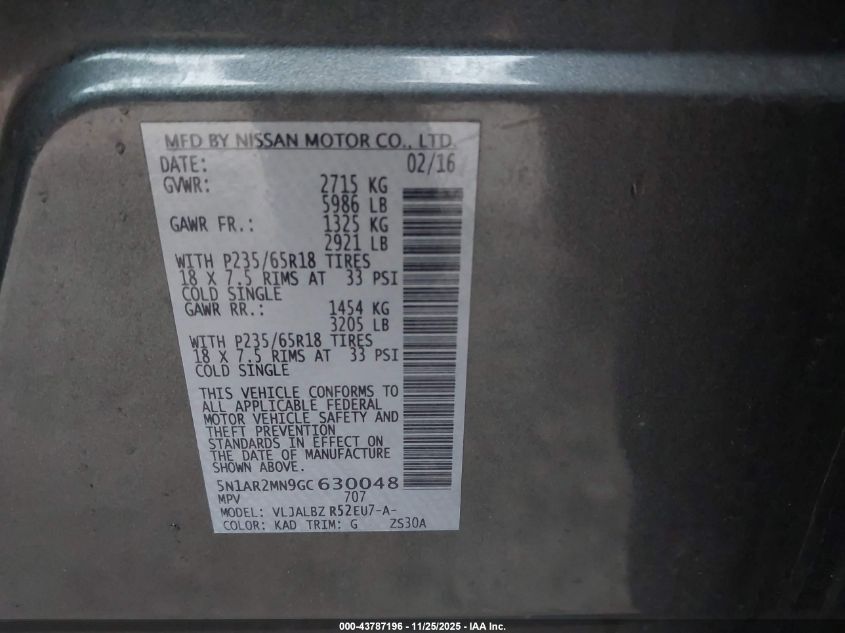 MFD BY NISSAN MOTOR CO., LTD.
DATE: 02/16
GVWR: 2715 KG
5986 LB
GAWR FR.: 1325 KG
2921 LB
WITH P235/65R18 TIRES
18 X 7.5 RIMS AT 33 PSI
COLD SINGLE
GAWR RR.: 1454 KG
3205 LB
WITH P235/65R18 TIRES
18 X 7.5 RIMS AT 33 PSI
COLD SINGLE
THIS VEHICLE CONFORMS TO
ALL APPLICABLE FEDERAL
MOTOR VEHICLE SAFETY AND
THEFT PREVENTION
STANDARDS IN EFFECT ON
THE DATE OF MANUFACTURE
SHOWN ABOVE.
5N1AR2MN9GC630048
MPV 707
MODEL: VLJALBZ R52EU7-A-
COLOR: KAD TRIM: G ZS30A
000-43787196 - 11/25/2025 - IAA Inc.